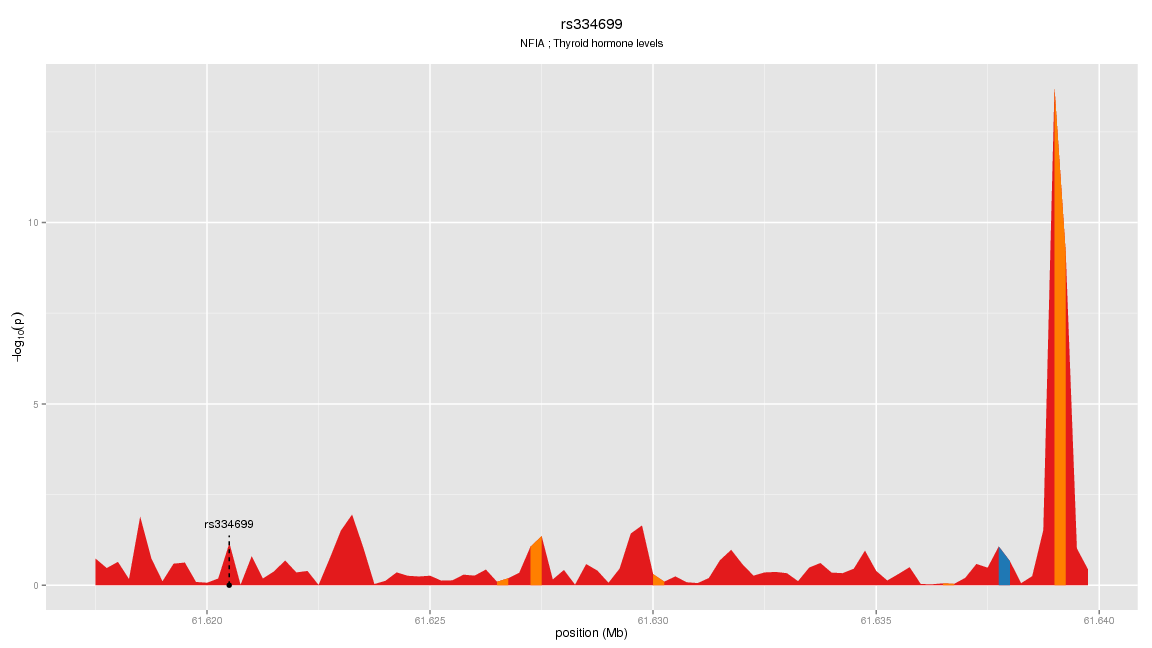 rs334699
NFIA ; Thyroid hormone levels
−log10(p)
10
5
0
rs334699
61.620
61.625
61.630
61.635
61.640
position (Mb)